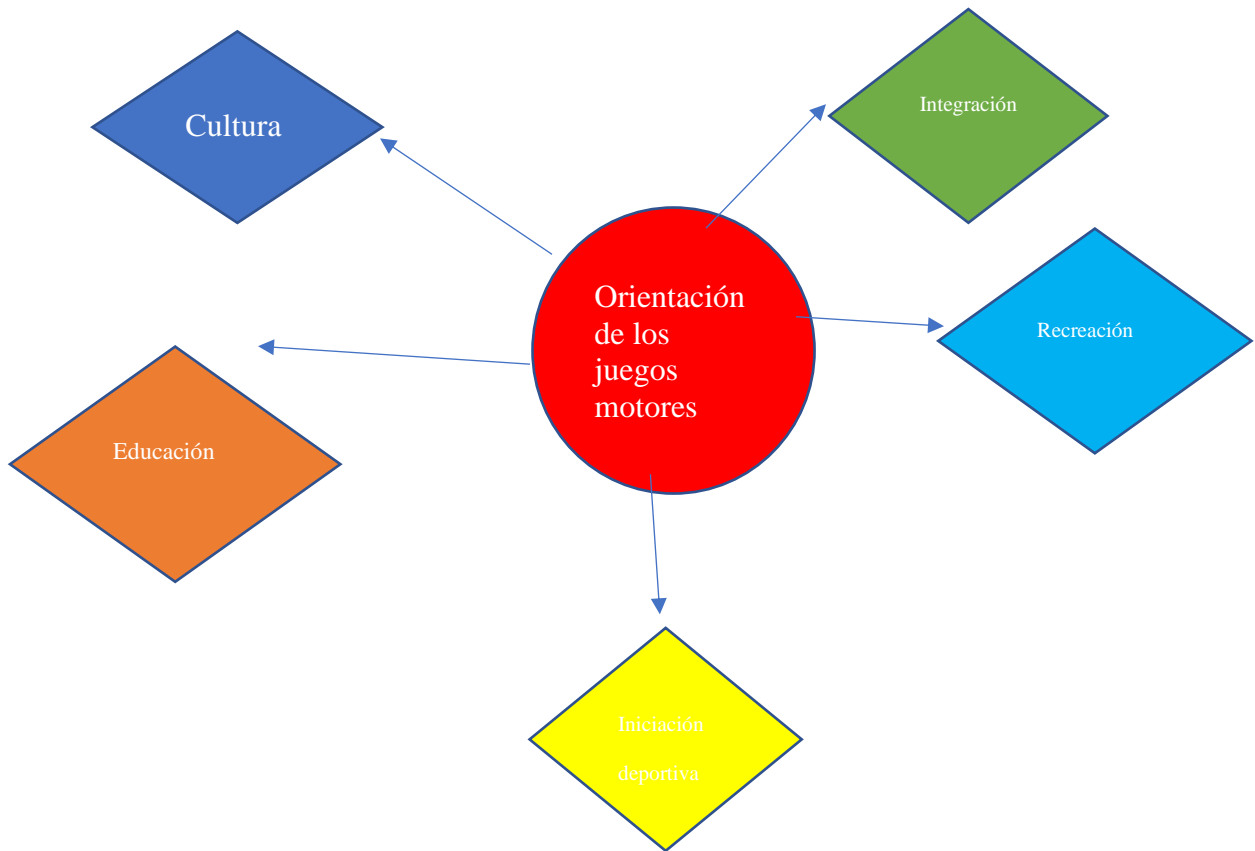 Cultura
Integración
Orientación
de los
juegos
motores
Recreación
Educación
Iniciación
deportiva